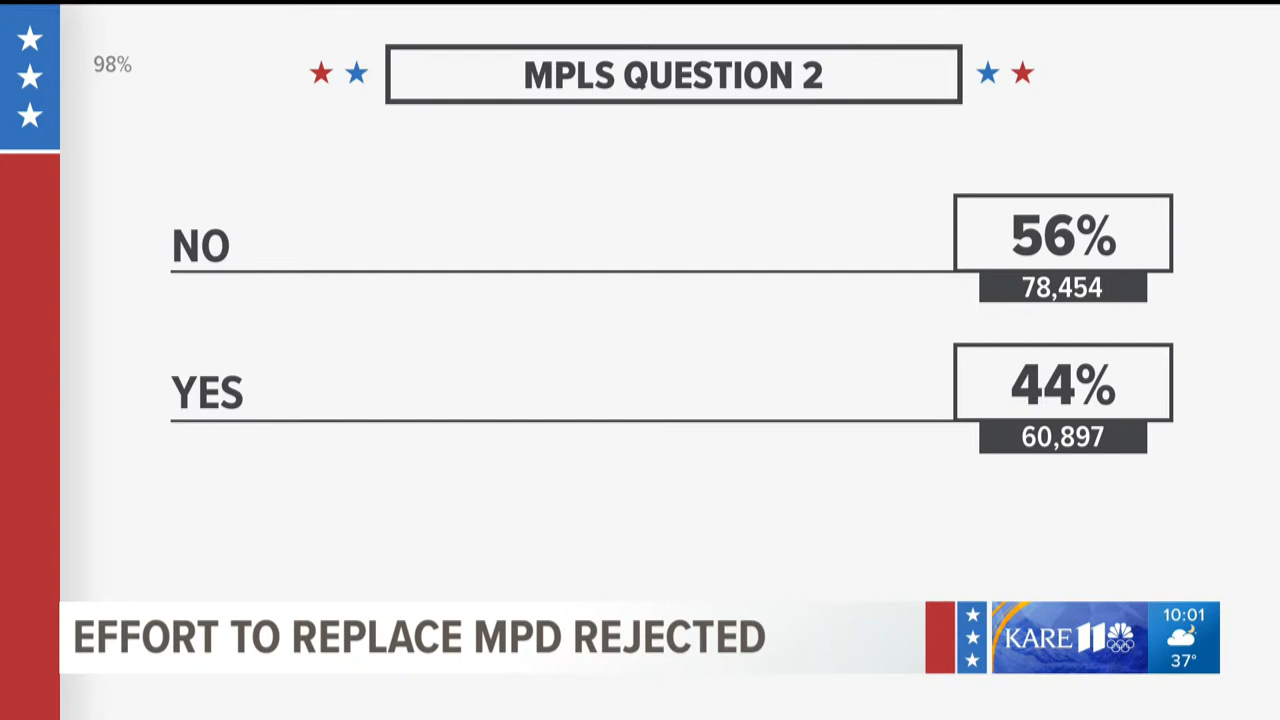 98%
MPLS QUESTION 2
NO
56%
78,454
YES
44%
60,897
EFFORT TO REPLACE MPD REJECTED
KARE 11
10:01
37°